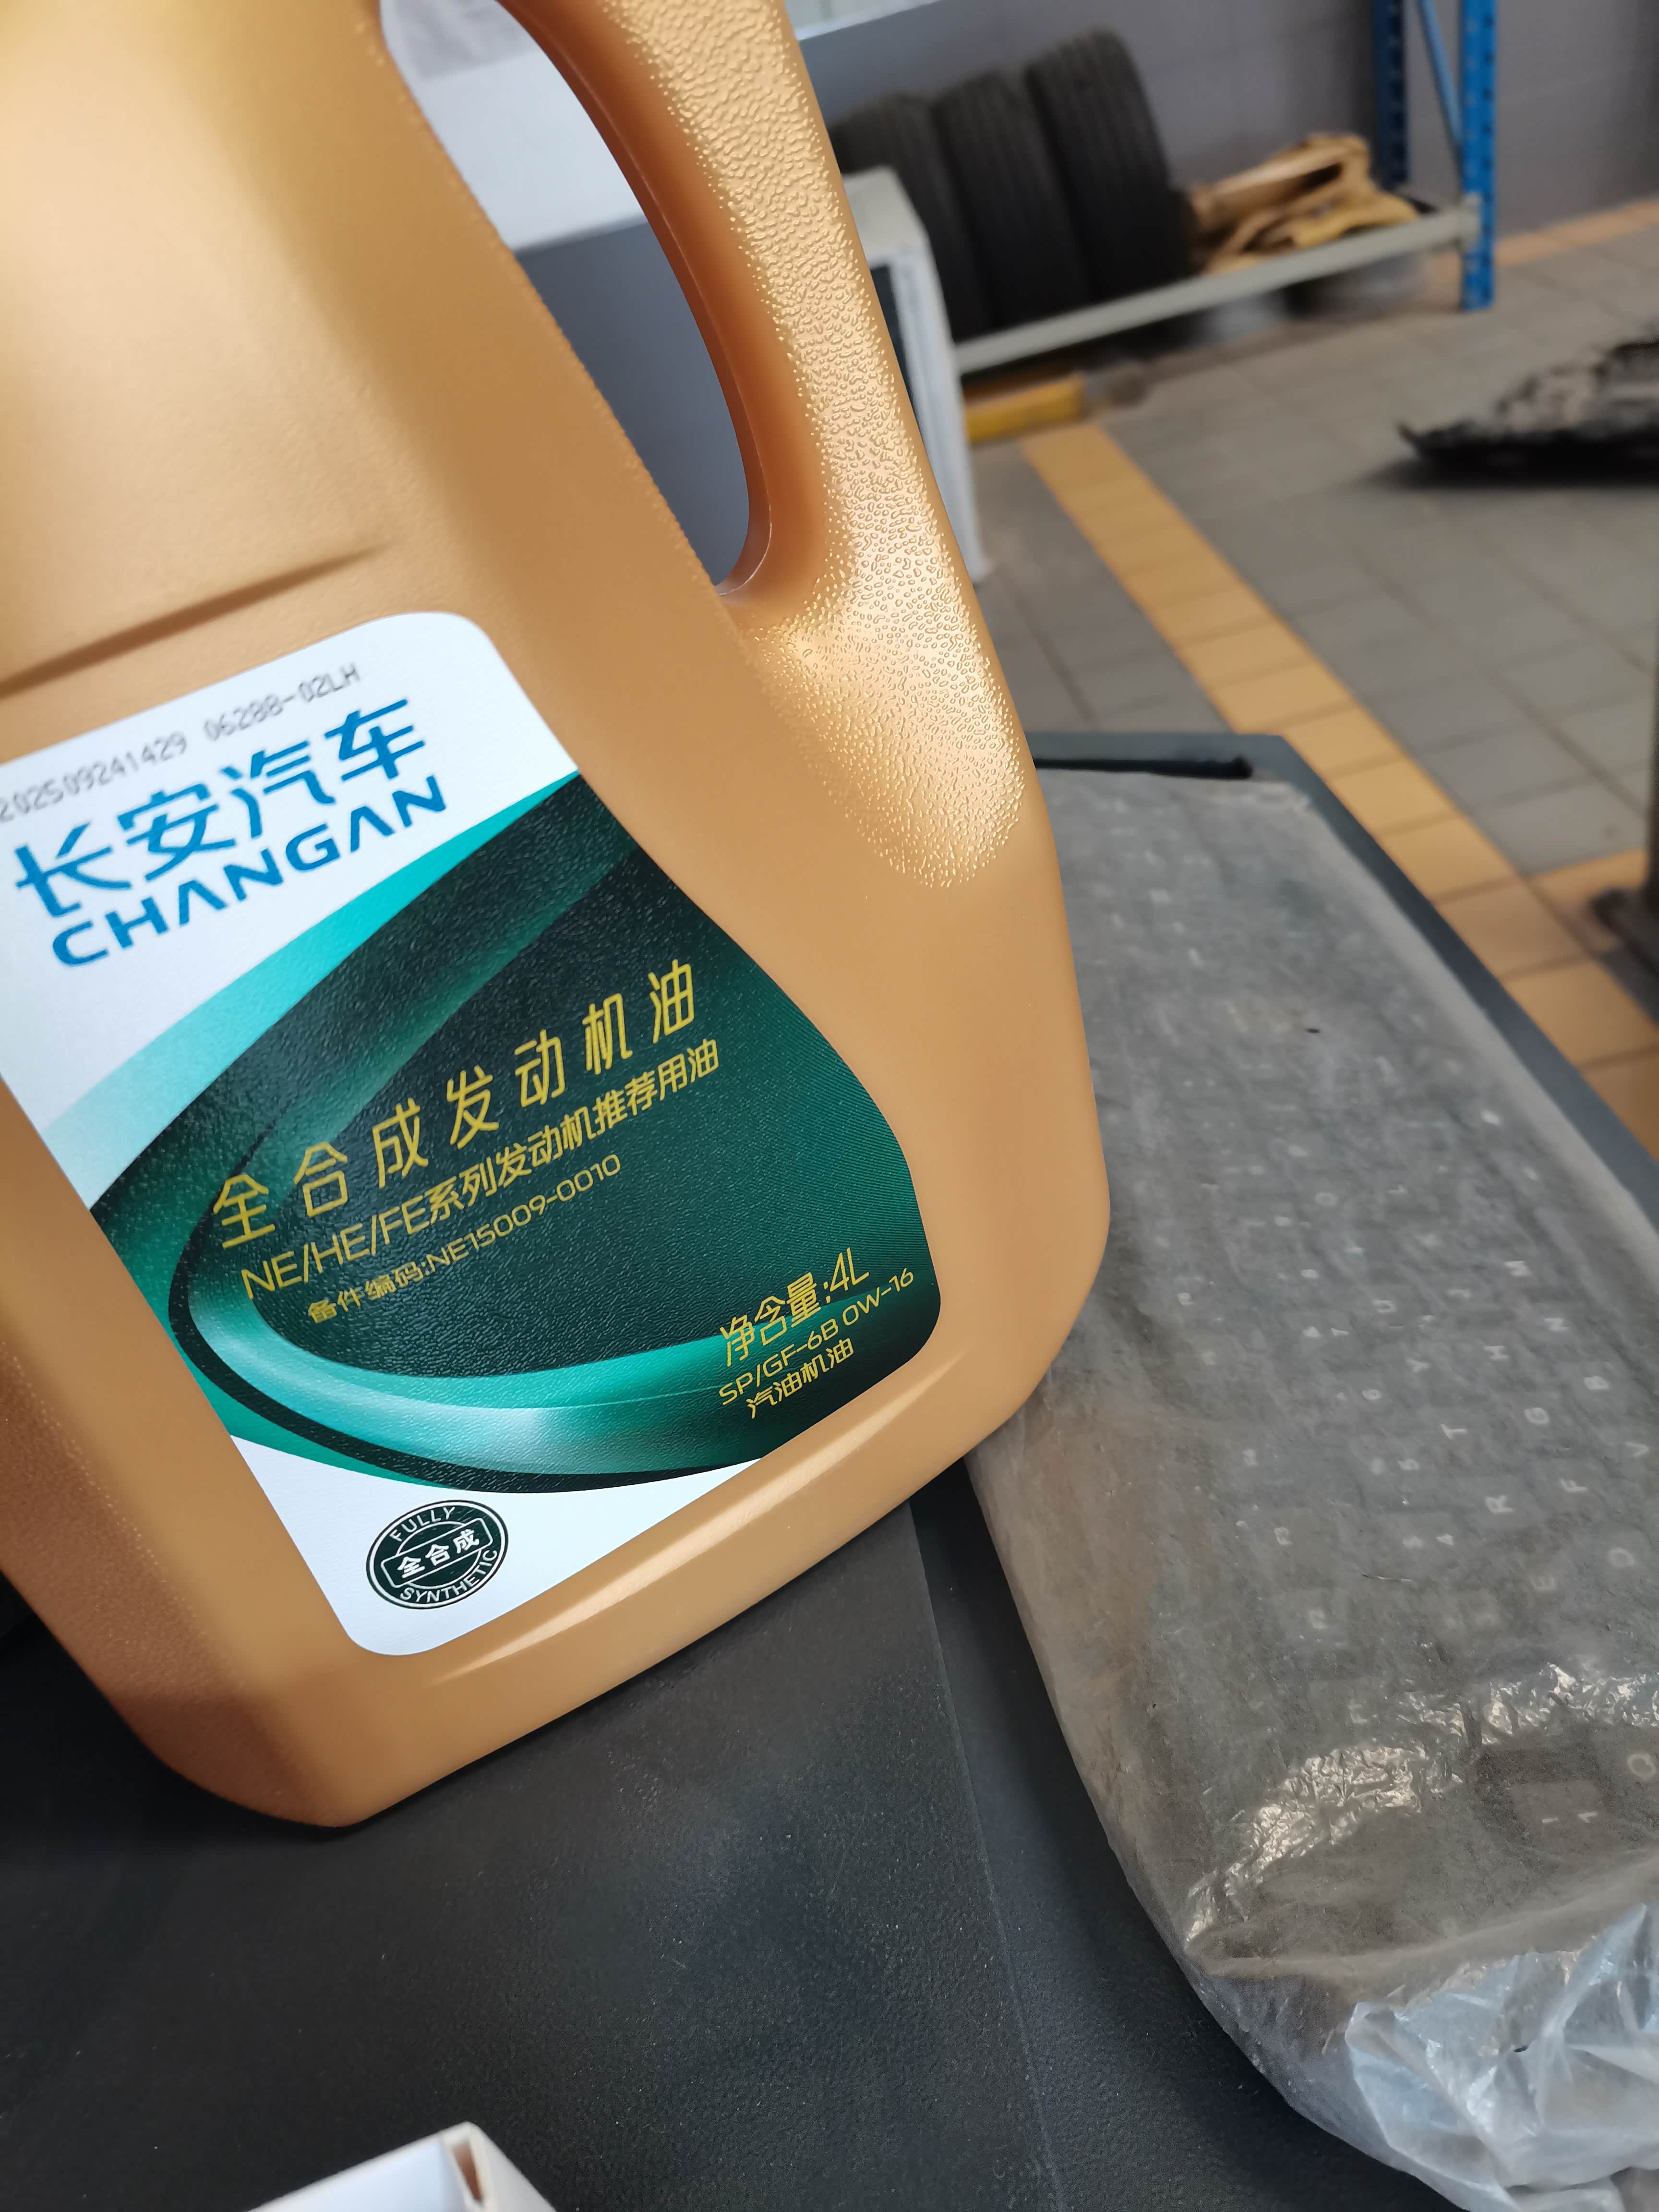 202509241429 06288-02LH
长安汽车
CHANGAN
全合成发动机油
NE/HE/FE系列发动机推荐用油
备件编码:NE15009-0010
净含量:4L
SP/GF-6B 0W-16
汽油机油
FULLY
全合成
SYNTHETIC